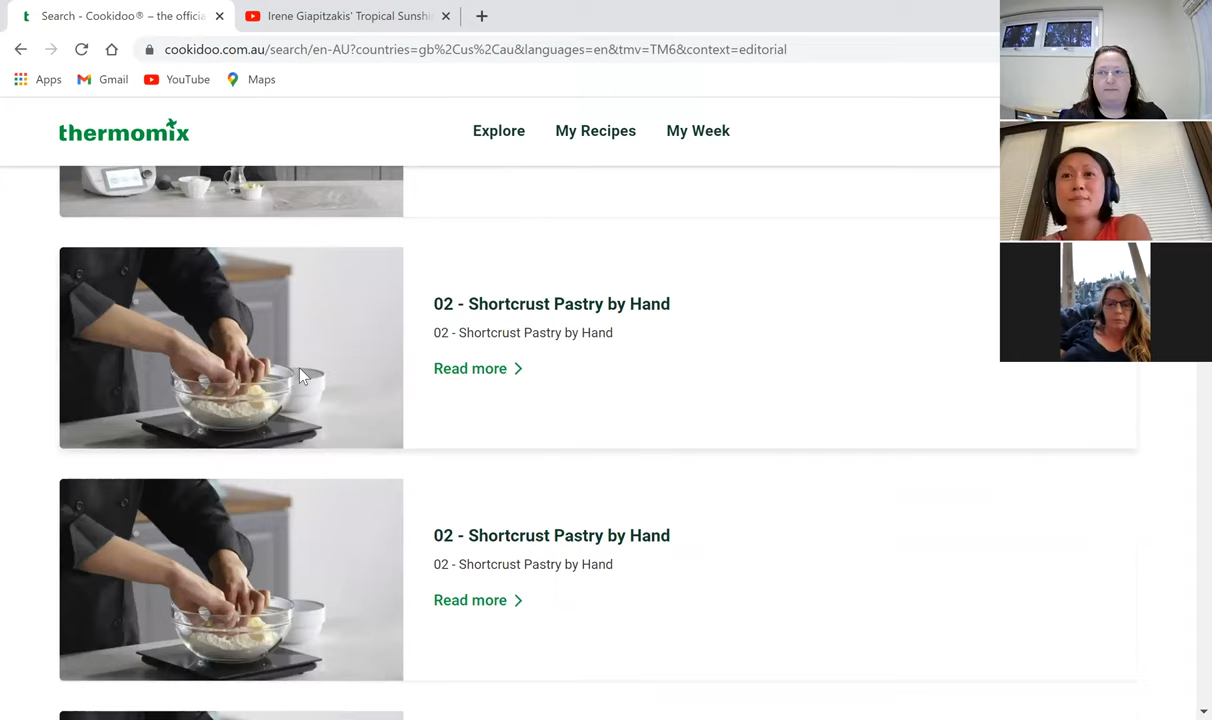 Search - Cookidoo® – the officia
Irene Giapitzakis' Tropical Sunshi
cookidoo.com.au/search/en-AU?countries=gb%2Cus%2Cau&languages=en&tmv=TM6&context=editorial
Apps Gmail YouTube Maps
thermomix
Explore My Recipes My Week
02 - Shortcrust Pastry by Hand
02 - Shortcrust Pastry by Hand
Read more
02 - Shortcrust Pastry by Hand
02 - Shortcrust Pastry by Hand
Read more